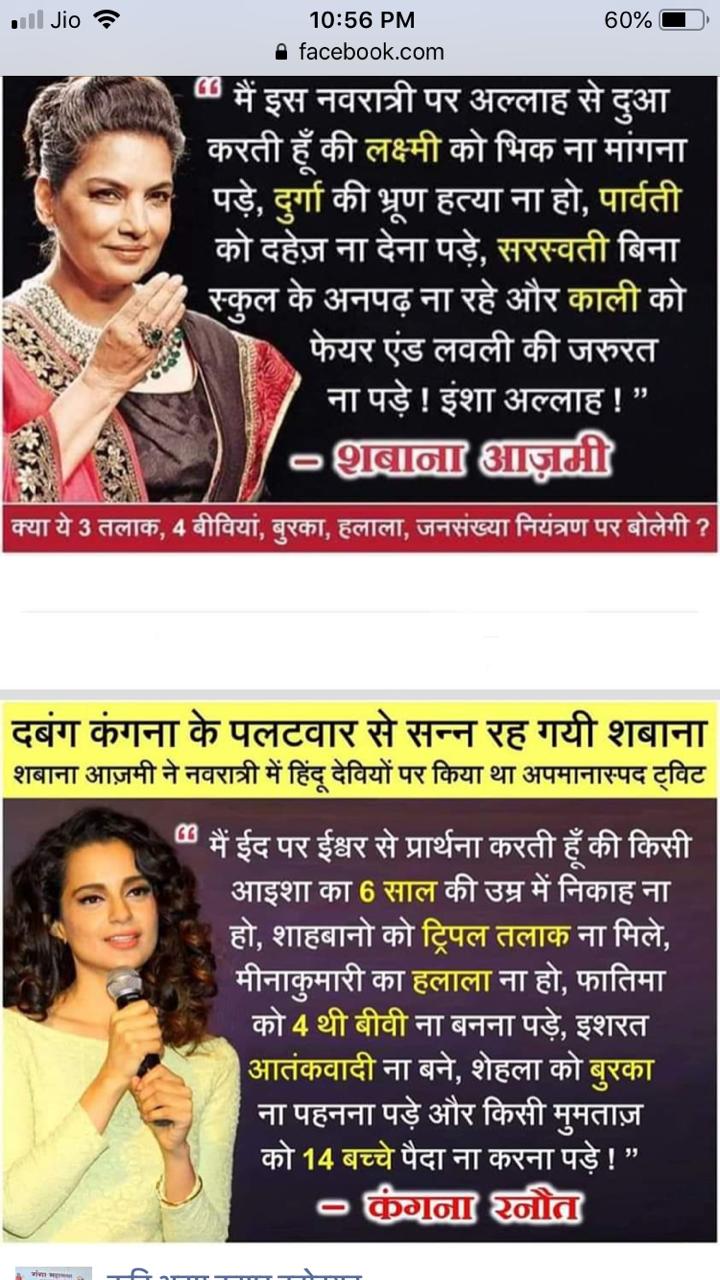 Jio 10:56 PM 60%
facebook.com
“ मैं इस नवरात्री पर अल्लाह से दुआ
करती हूँ की लक्ष्मी को भिक ना मांगना
पड़े, दुर्गा की भ्रूण हत्या ना हो, पार्वती
को दहेज़ ना देना पड़े, सरस्वती बिना
स्कुल के अनपढ़ ना रहे और काली को
फेयर एंड लवली की जरुरत
ना पड़े ! इंशा अल्लाह ! ”
– शबाना आज़मी
क्या ये 3 तलाक, 4 बीवियां, बुरका, हलाला, जनसंख्या नियंत्रण पर बोलेगी ?
दबंग कंगना के पलटवार से सन्न रह गयी शबाना
शबाना आज़मी ने नवरात्री में हिंदू देवियों पर किया था अपमानास्पद ट्विट
“ मैं ईद पर ईश्वर से प्रार्थना करती हूँ की किसी
आइशा का 6 साल की उम्र में निकाह ना
हो, शाहबानो को ट्रिपल तलाक ना मिले,
मीनाकुमारी का हलाला ना हो, फातिमा
को 4 थी बीवी ना बनना पड़े, इशरत
आतंकवादी ना बने, शेहला को बुरका
ना पहनना पड़े और किसी मुमताज़
को 14 बच्चे पैदा ना करना पड़े ! ”
– कंगना रनौत